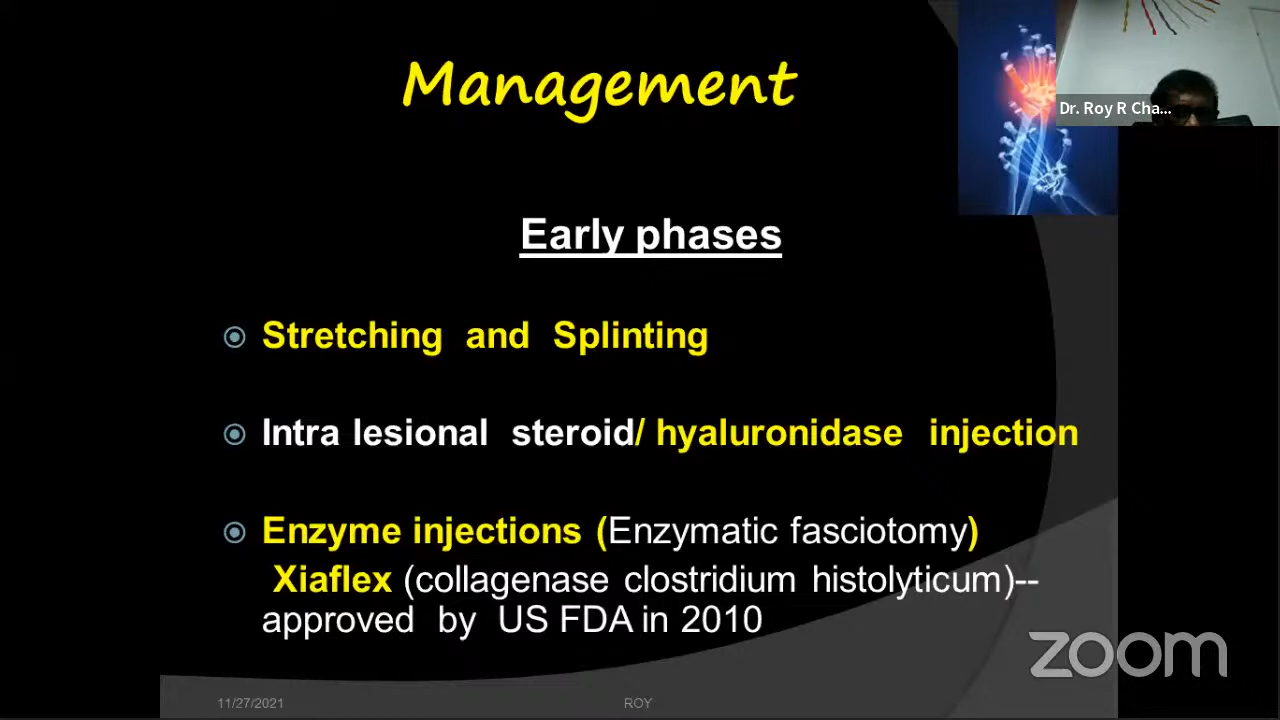 Management
Dr. Roy R Cha...
Early phases
Stretching and Splinting
Intra lesional steroid/ hyaluronidase injection
Enzyme injections (Enzymatic fasciotomy)
Xiaflex (collagenase clostridium histolyticum)--
approved by US FDA in 2010
zoom
11/27/2021
ROY